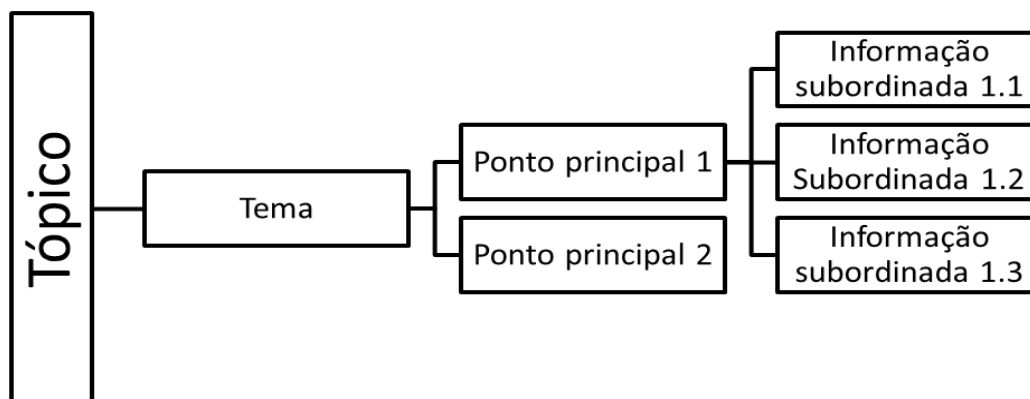 Tópico
Tema
Ponto principal 1
Ponto principal 2
Informação
subordinada 1.1
Informação
Subordinada 1.2
Informação
subordinada 1.3